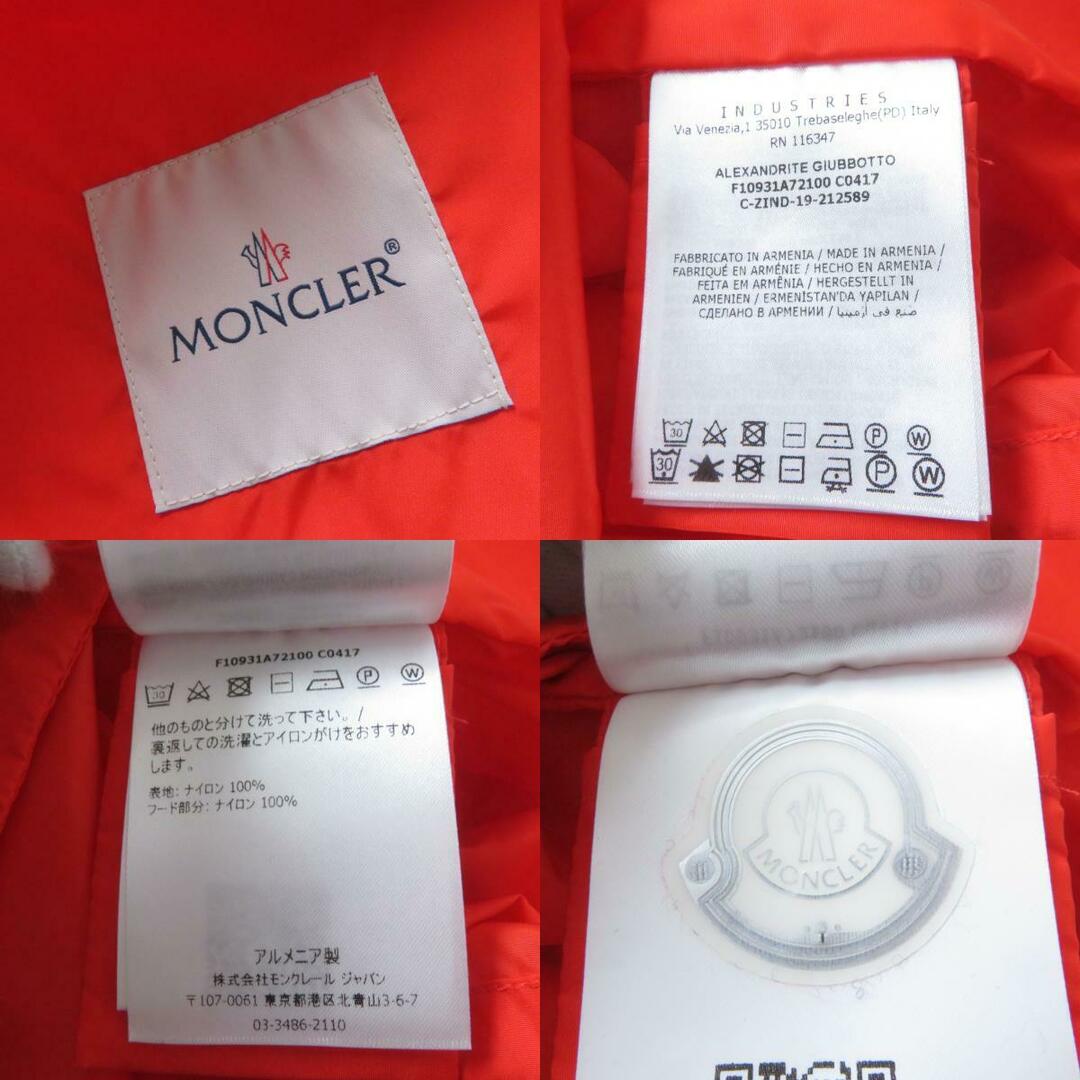 MONCLER®
INDUSTRIES
Via Venezia,1 35010 Trebaseleghe(PD) Italy
RN 116347
ALEXANDRITE GIUBBOTTO
F10931A72100 C0417
C-ZIND-19-212589
FABBRICATO IN ARMENIA / MADE IN ARMENIA /
FABRIQUÉ EN ARMÉNIE / HECHO EN ARMENIA /
FEITA EM ARMÊNIA / HERGESTELLT IN
ARMENIEN / ERMENİSTAN'DA YAPILAN /
СДЕЛАНО В АРМЕНИИ / صنع في أرمينيا
30 P W
30 P W
F10931A72100 C0417
30 P W
他のものと分けて洗って下さい。/
裏返しての洗濯とアイロンがけをおすすめ
します。
表地: ナイロン 100%
フード部分: ナイロン 100%
アルメニア製
株式会社モンクレール ジャパン
〒107-0061 東京都港区北青山3-6-7
03-3486-2110
F10931A72100 C0417
MONCLER